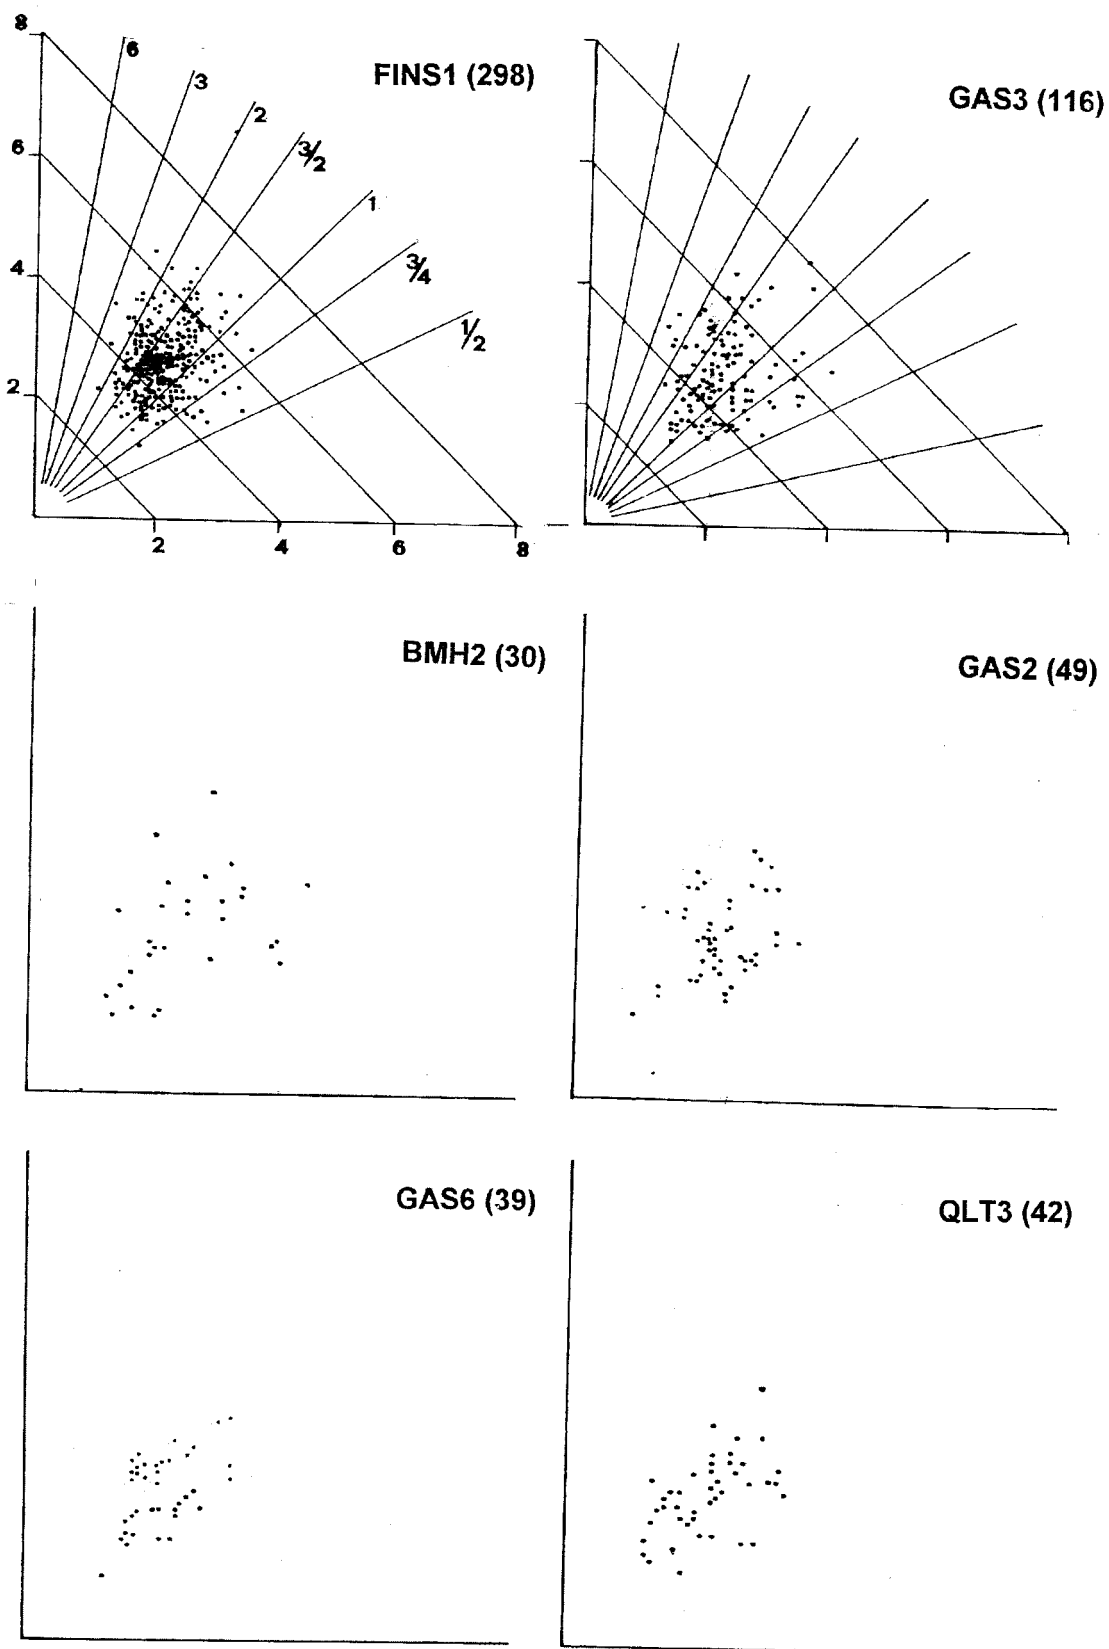 8
6
3
2
3/2
1
3/4
1/2
6
4
2
2 4 6 8
FINS1 (298)
GAS3 (116)
BMH2 (30)
GAS2 (49)
GAS6 (39)
QLT3 (42)